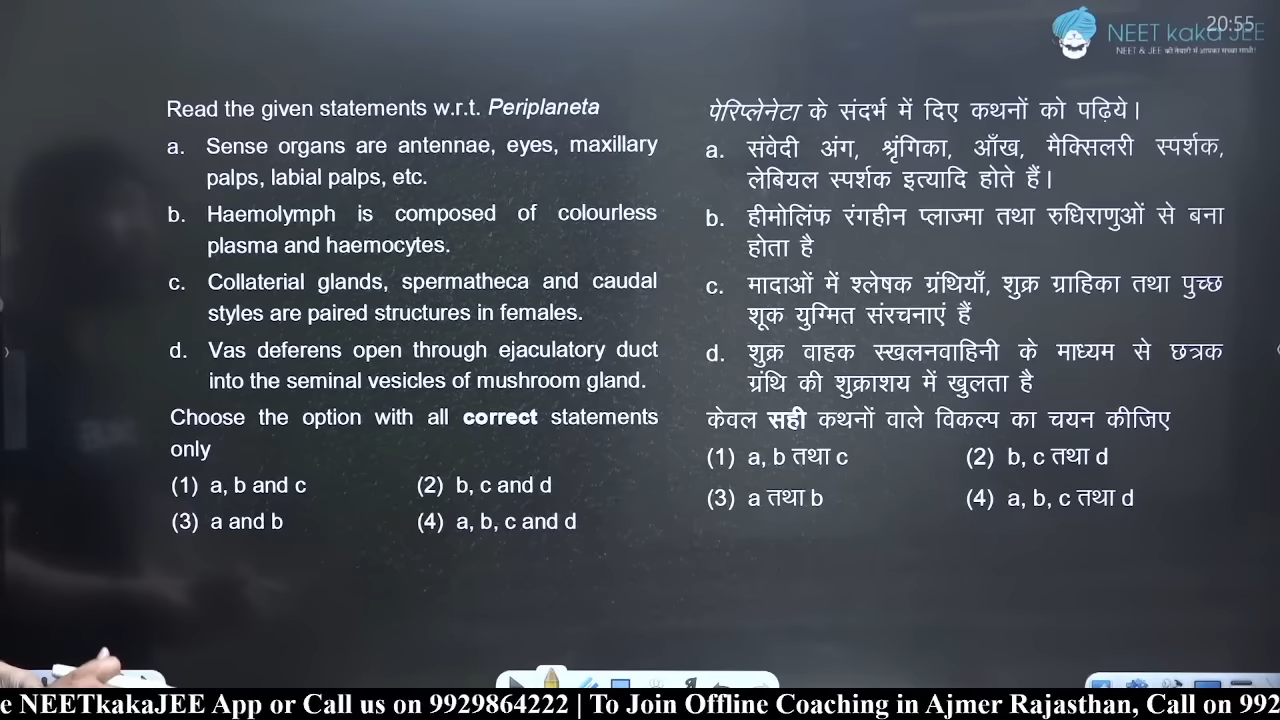 20:55
NEET kaka JEE
NEET & JEE की तैयारी में आपका सच्चा साथी!
Read the given statements w.r.t. Periplaneta
a. Sense organs are antennae, eyes, maxillary
palps, labial palps, etc.
b. Haemolymph is composed of colourless
plasma and haemocytes.
c. Collaterial glands, spermatheca and caudal
styles are paired structures in females.
d. Vas deferens open through ejaculatory duct
into the seminal vesicles of mushroom gland.
Choose the option with all correct statements
only
(1) a, b and c (2) b, c and d
(3) a and b (4) a, b, c and d
पेरिप्लेनेटा के संदर्भ में दिए कथनों को पढ़िये।
a. संवेदी अंग, श्रृंगिका, आँख, मैक्सिलरी स्पर्शक,
लेबियल स्पर्शक इत्यादि होते हैं।
b. हीमोलिंफ रंगहीन प्लाज्मा तथा रुधिराणुओं से बना
होता है
c. मादाओं में श्लेषक ग्रंथियाँ, शुक्र ग्राहिका तथा पुच्छ
शूक युग्मित संरचनाएं हैं
d. शुक्र वाहक स्खलनवाहिनी के माध्यम से छत्रक
ग्रंथि की शुक्राशय में खुलता है
केवल सही कथनों वाले विकल्प का चयन कीजिए
(1) a, b तथा c (2) b, c तथा d
(3) a तथा b (4) a, b, c तथा d
e NEETkakaJEE App or Call us on 9929864222 | To Join Offline Coaching in Ajmer Rajasthan, Call on 992